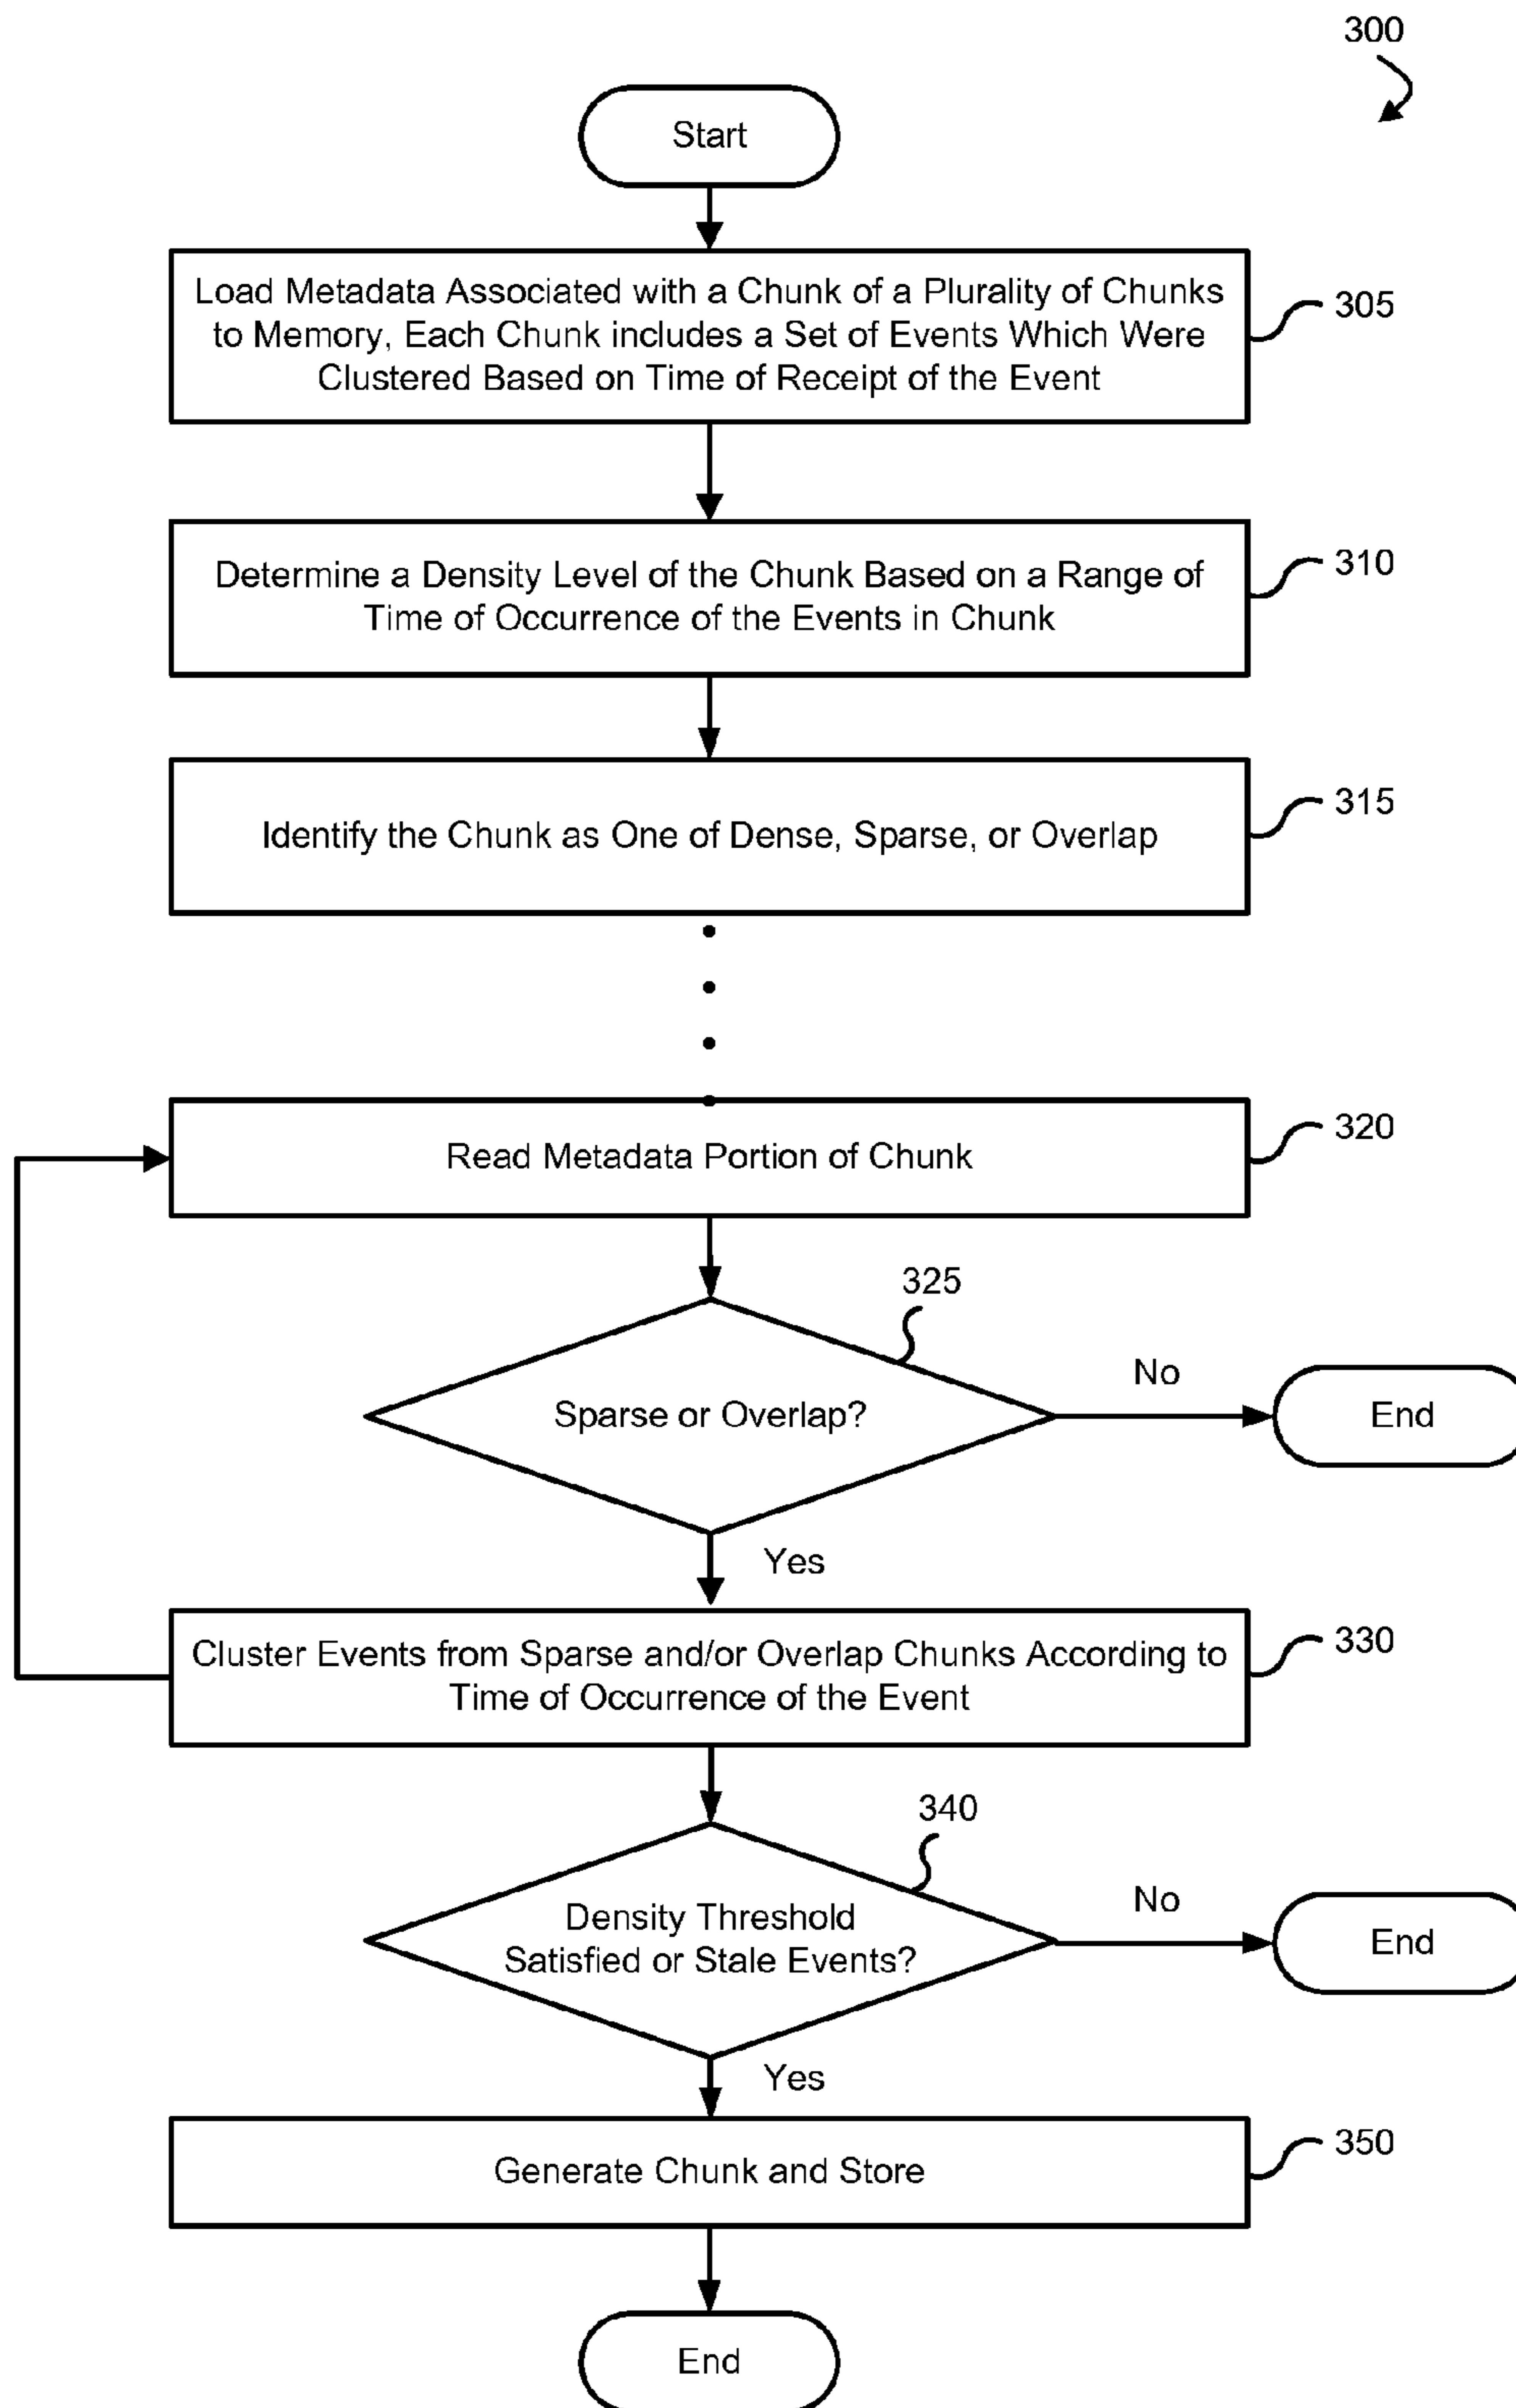 300
Start
Load Metadata Associated with a Chunk of a Plurality of Chunks
to Memory, Each Chunk includes a Set of Events Which Were
Clustered Based on Time of Receipt of the Event
305
Determine a Density Level of the Chunk Based on a Range of
Time of Occurrence of the Events in Chunk
310
Identify the Chunk as One of Dense, Sparse, or Overlap
315
Read Metadata Portion of Chunk
320
325
Sparse or Overlap?
No
End
Yes
Cluster Events from Sparse and/or Overlap Chunks According to
Time of Occurrence of the Event
330
340
Density Threshold
Satisfied or Stale Events?
No
End
Yes
Generate Chunk and Store
350
End